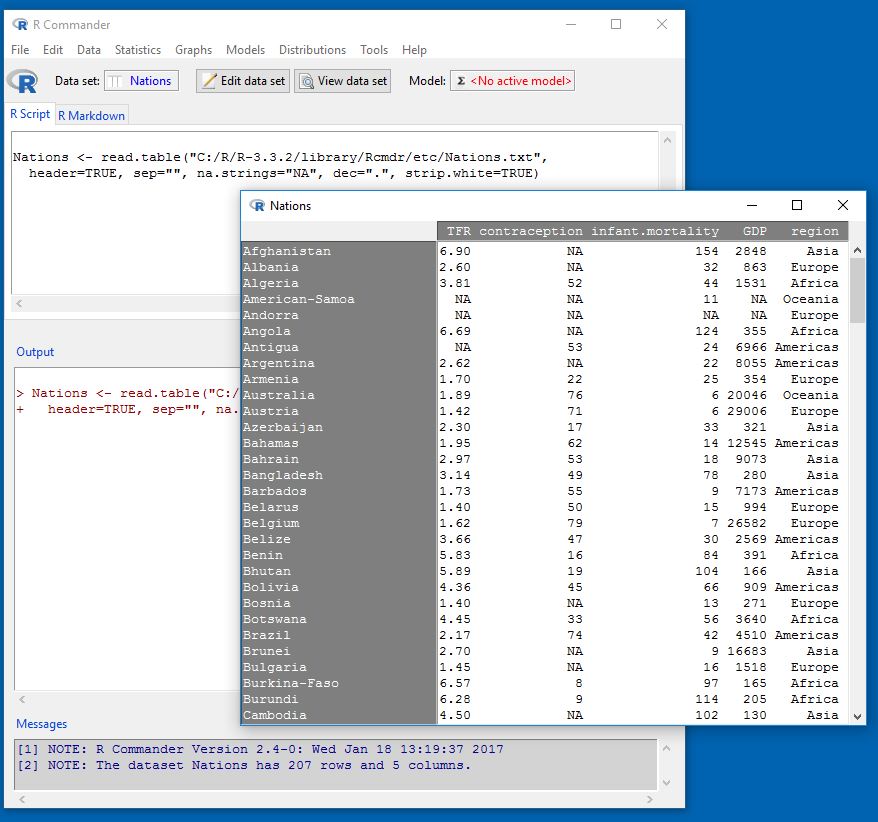 R Commander
File Edit Data Statistics Graphs Models Distributions Tools Help
R Data set: Nations Edit data set View data set Model: Σ <No active model>
R Script R Markdown
Nations <- read.table("C:/R/R-3.3.2/library/Rcmdr/etc/Nations.txt",
header=TRUE, sep="", na.strings="NA", dec=".", strip.white=TRUE)
Output
> Nations <- read.table("C:/
+ header=TRUE, sep="", na.
Messages
[1] NOTE: R Commander Version 2.4-0: Wed Jan 18 13:19:37 2017
[2] NOTE: The dataset Nations has 207 rows and 5 columns.
Nations
TFR contraception infant.mortality GDP region
Afghanistan 6.90 NA 154 2848 Asia
Albania 2.60 NA 32 863 Europe
Algeria 3.81 52 44 1531 Africa
American-Samoa NA NA 11 NA Oceania
Andorra NA NA NA NA Europe
Angola 6.69 NA 124 355 Africa
Antigua NA 53 24 6966 Americas
Argentina 2.62 NA 22 8055 Americas
Armenia 1.70 22 25 354 Europe
Australia 1.89 76 6 20046 Oceania
Austria 1.42 71 6 29006 Europe
Azerbaijan 2.30 17 33 321 Asia
Bahamas 1.95 62 14 12545 Americas
Bahrain 2.97 53 18 9073 Asia
Bangladesh 3.14 49 78 280 Asia
Barbados 1.73 55 9 7173 Americas
Belarus 1.40 50 15 994 Europe
Belgium 1.62 79 7 26582 Europe
Belize 3.66 47 30 2569 Americas
Benin 5.83 16 84 391 Africa
Bhutan 5.89 19 104 166 Asia
Bolivia 4.36 45 66 909 Americas
Bosnia 1.40 NA 13 271 Europe
Botswana 4.45 33 56 3640 Africa
Brazil 2.17 74 42 4510 Americas
Brunei 2.70 NA 9 16683 Asia
Bulgaria 1.45 NA 16 1518 Europe
Burkina-Faso 6.57 8 97 165 Africa
Burundi 6.28 9 114 205 Africa
Cambodia 4.50 NA 102 130 Asia